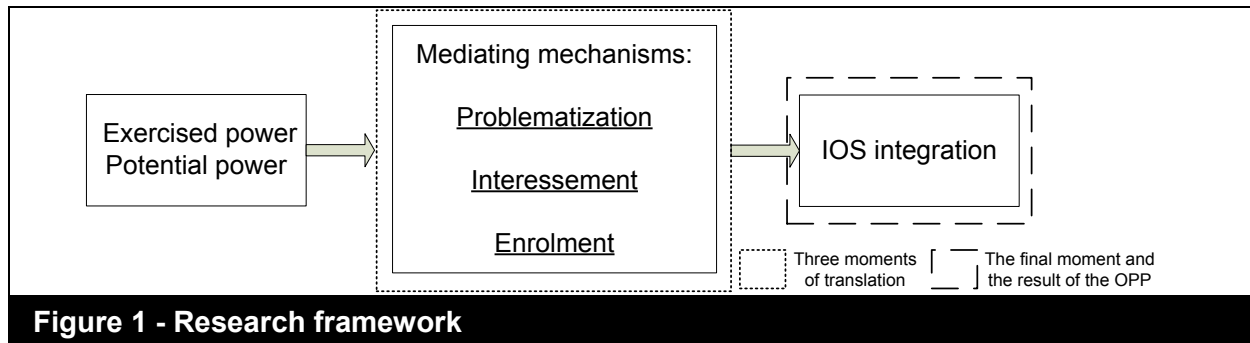 Exercised power
Potential power
Mediating mechanisms:
Problematization
Interessement
Enrolment
IOS integration
Three moments
of translation
The final moment and
the result of the OPP
Figure 1 - Research framework